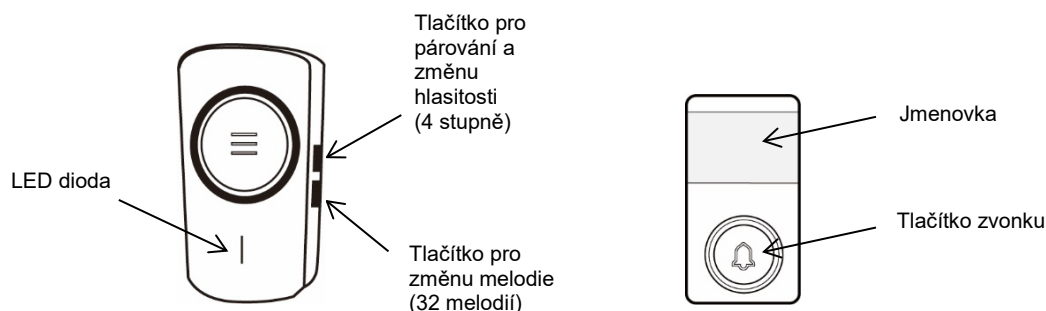 Tlačítko pro
párování a
změnu
hlasitosti
(4 stupně)
LED dioda
Tlačítko pro
změnu melodie
(32 melodií)
Jmenovka
Tlačítko zvonku